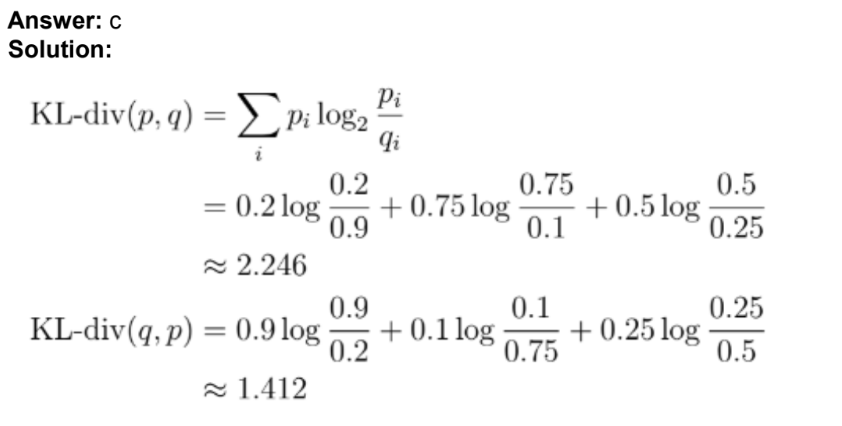 Answer: c
Solution:
KL-div(p, q) = ∑_i p_i log_2 p_i/q_i
= 0.2 log 0.2/0.9 + 0.75 log 0.75/0.1 + 0.5 log 0.5/0.25
≈ 2.246
KL-div(q, p) = 0.9 log 0.9/0.2 + 0.1 log 0.1/0.75 + 0.25 log 0.25/0.5
≈ 1.412